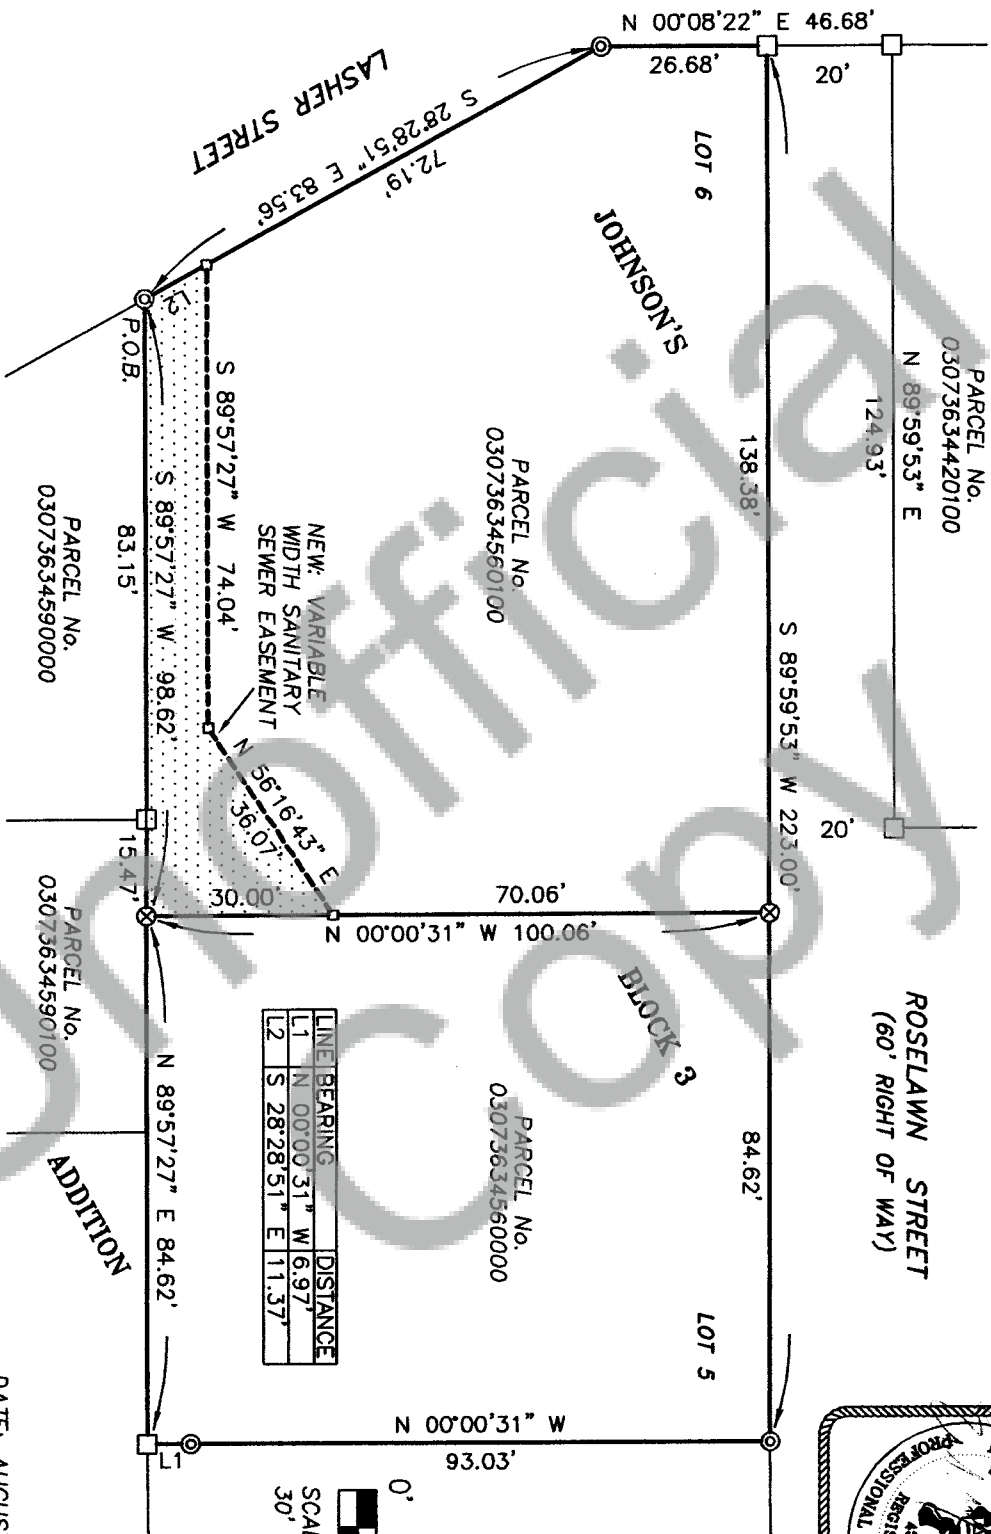 N 00°08'22" E 46.68'
26.68'
20'
LASHER STREET
S 28°28'51" E 83.56'
72.19'
LOT 6
JOHNSON'S
PARCEL No.
03073634420100
N 89°59'53" E
124.93'
138.38'
S 89°59'53" W 223.00'
20'
L2
P.O.B.
S 89°57'27" W 74.04'
S 89°57'27" W 98.62'
83.15'
PARCEL No.
03073634590000
NEW: VARIABLE
WIDTH SANITARY
SEWER EASEMENT
PARCEL No.
03073634560100
N 56°16'43" E
36.07'
15.47'
30.00'
70.06'
N 00°00'31" W 100.06'
PARCEL No.
03073634590100
BLOCK 3
ROSELAWN STREET
(60' RIGHT OF WAY)
LINE BEARING DISTANCE
L1 N 00°00'31" W 6.97'
L2 S 28°28'51" E 11.37'
PARCEL No.
03073634560000
N 89°57'27" E 84.62'
84.62'
ADDITION
LOT 5
N 00°00'31" W
93.03'
L1
0'
30'
PROFESSIONAL
Unofficial
Copy